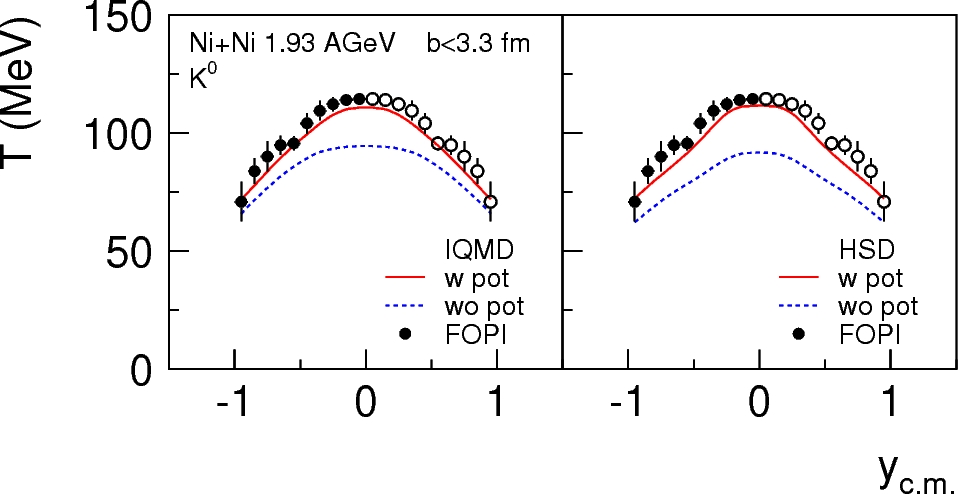 T (MeV)
150
100
50
0
Ni+Ni 1.93 AGeV b<3.3 fm
K⁰
IQMD
w pot
wo pot
FOPI
HSD
w pot
wo pot
FOPI
-1 0 1
-1 0 1
y c.m.